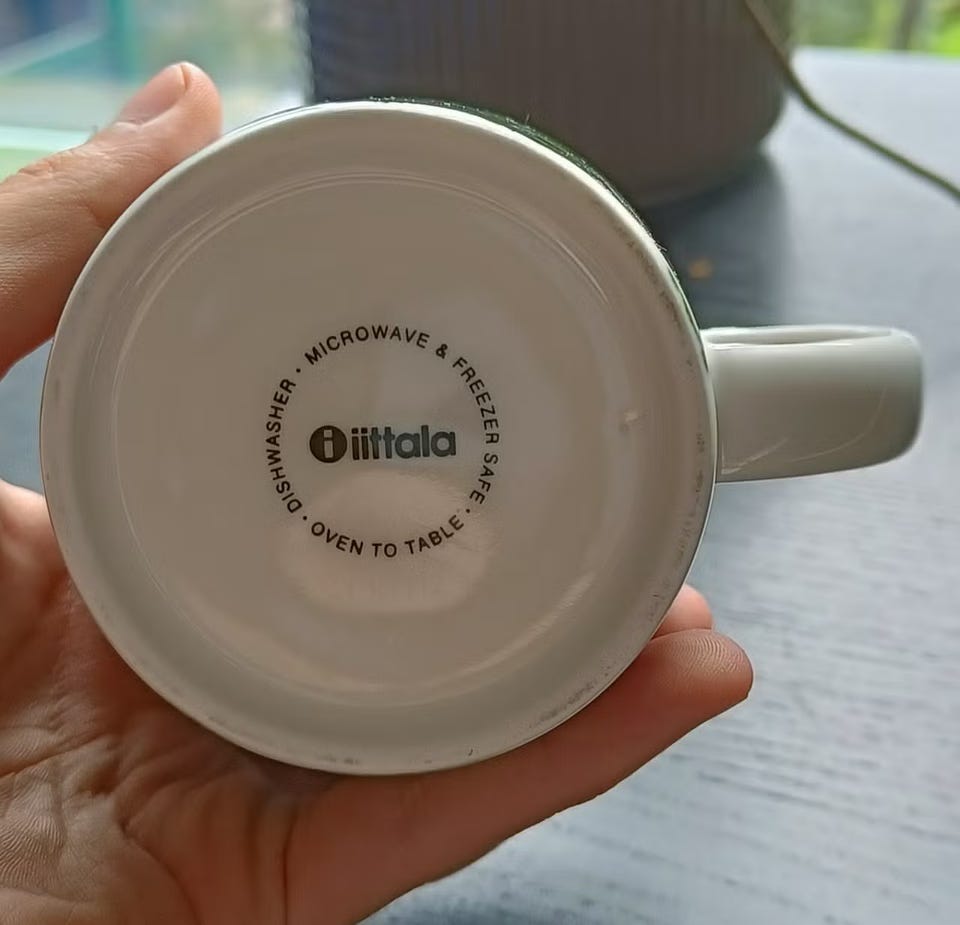 DISHWASHER · MICROWAVE & FREEZER SAFE · OVEN TO TABLE ·
i iittala